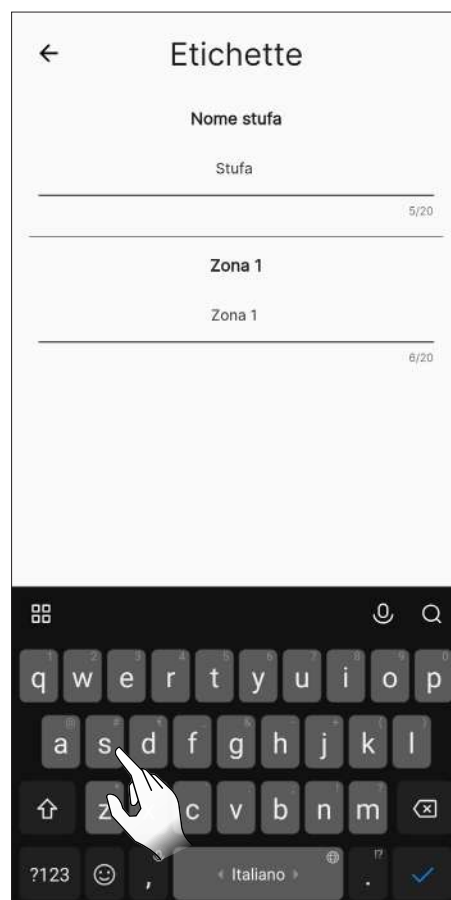 Etichette
Nome stufa
Stufa
5/20
Zona 1
Zona 1
6/20
q w e r t y u i o p
a s d f g h j k l
z c v b n m
?123 , Italiano .